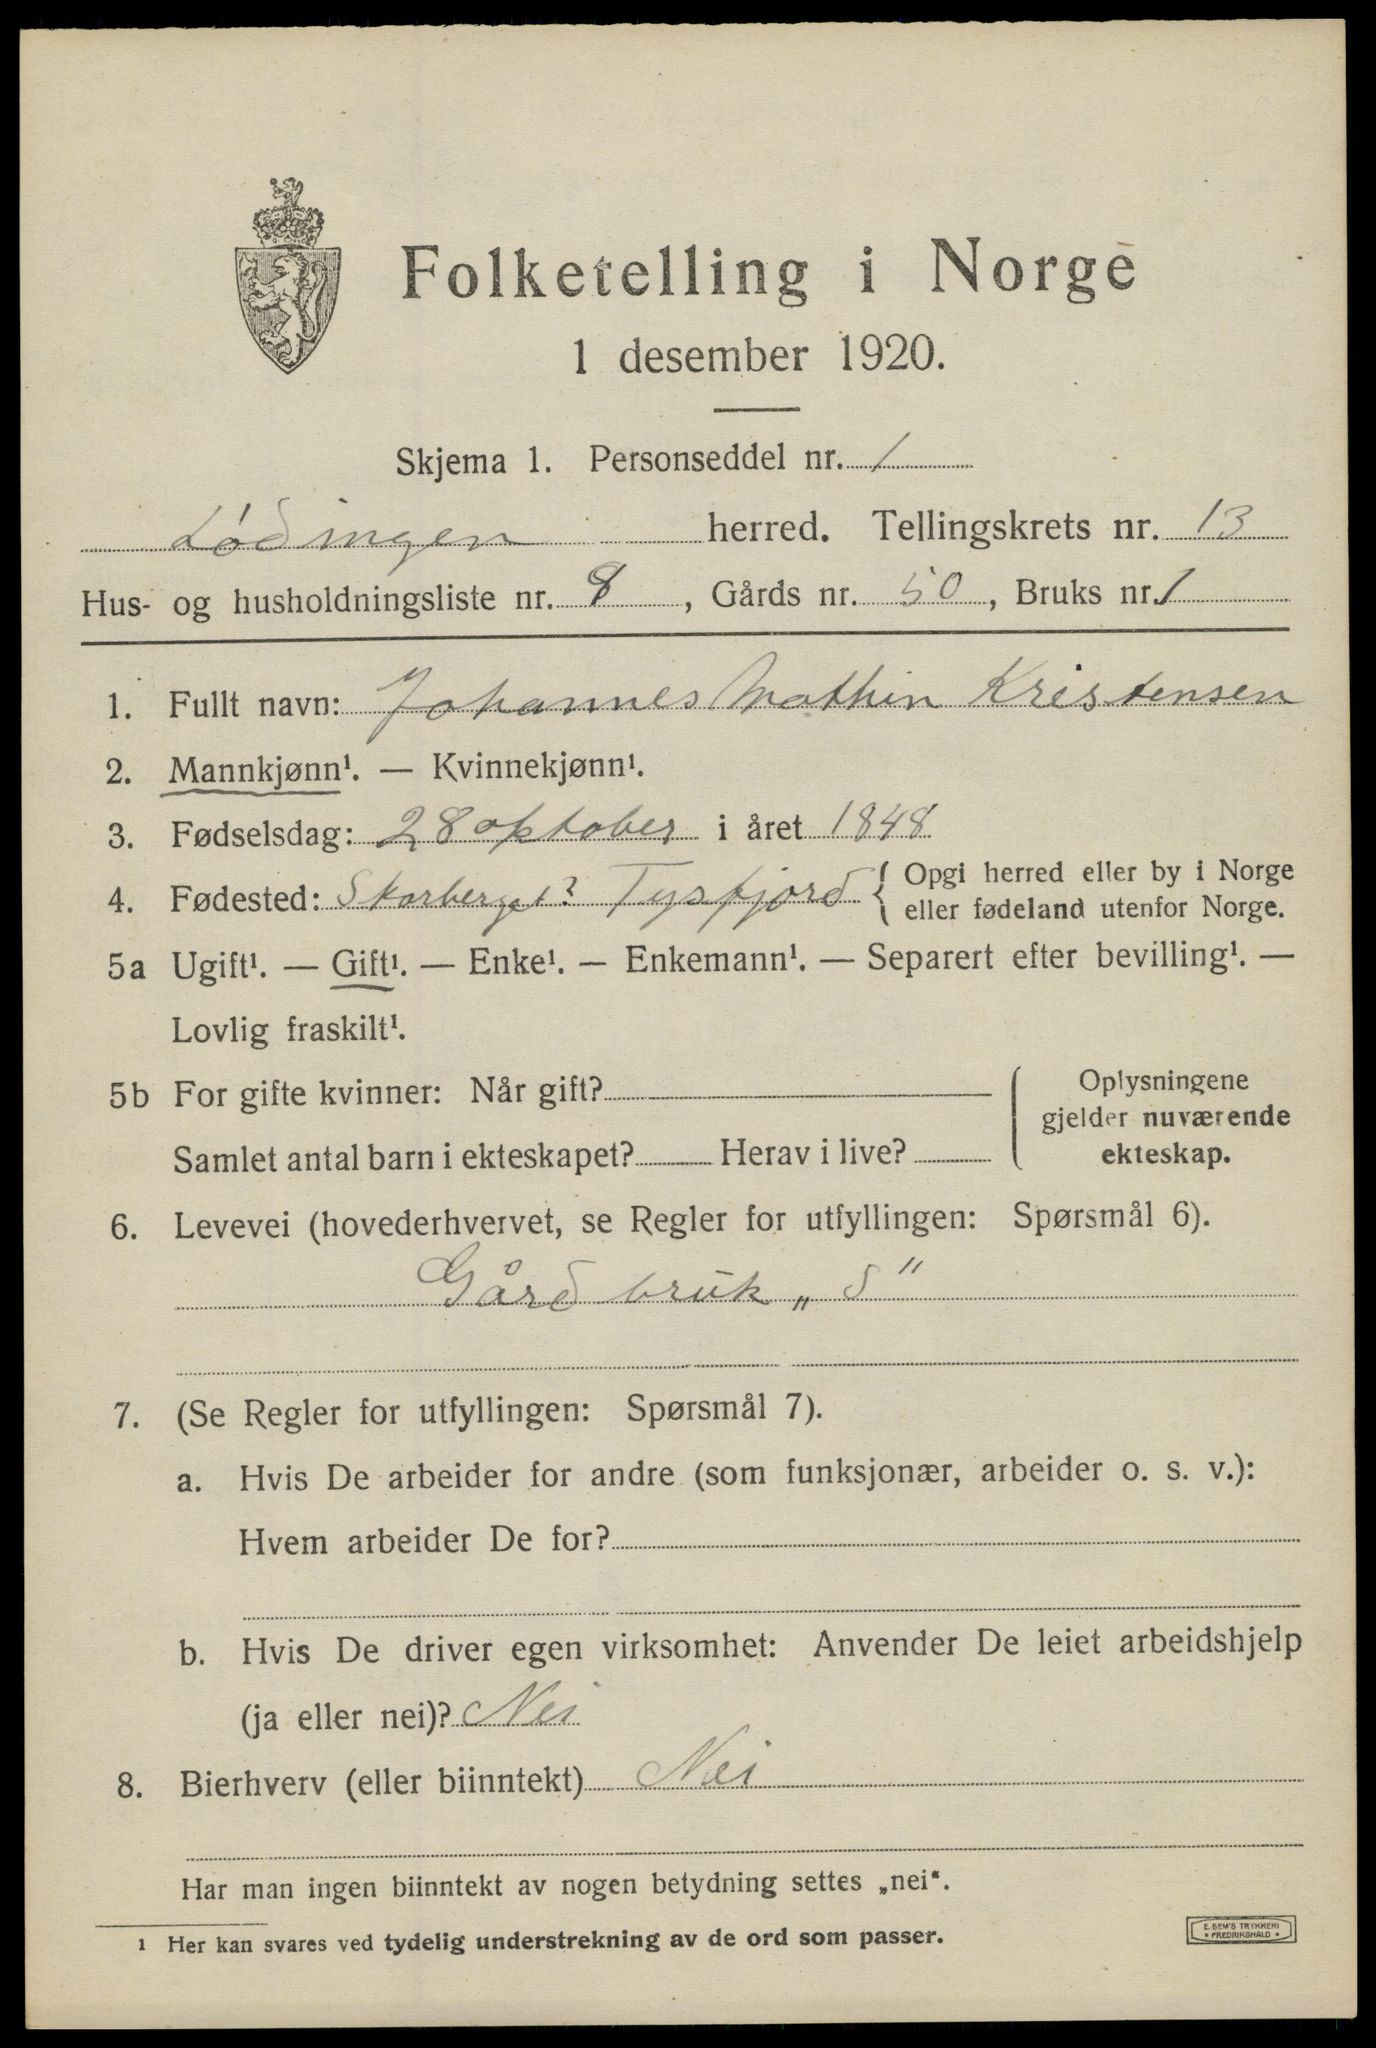 Folketelling i Norge
1 desember 1920.
Skjema 1. Personseddel nr. 1
Lødingen herred. Tellingskrets nr. 13
Hus- og husholdningsliste nr. 8, Gårds nr. 50, Bruks nr. 1
1. Fullt navn: Johannes Mathin Kristensen
2. Mannkjønn¹. — Kvinnekjønn¹.
3. Fødselsdag: 28 oktober i året 1848
4. Fødested: Tysfjord { Opgi herred eller by i Norge
eller fødeland utenfor Norge.
5a Ugift¹. — Gift¹. — Enke¹. — Enkemann¹. — Separert efter bevilling¹. —
Lovlig fraskilt¹.
5b For gifte kvinner: Når gift?
Samlet antal barn i ekteskapet? Herav i live?
Oplysningene
gjelder nuværende
ekteskap.
6. Levevei (hovederhvervet, se Regler for utfyllingen: Spørsmål 6).
Gård bruk „S“
7. (Se Regler for utfyllingen: Spørsmål 7).
a. Hvis De arbeider for andre (som funksjonær, arbeider o. s. v.):
Hvem arbeider De for?
b. Hvis De driver egen virksomhet: Anvender De leiet arbeidshjelp
(ja eller nei)? Nei
8. Bierhverv (eller biinntekt) Nei
Har man ingen biinntekt av nogen betydning settes „nei“.
¹ Her kan svares ved tydelig understrekning av de ord som passer.
E. SEM'S TRYKKERI
• FREDRIKSHALD •